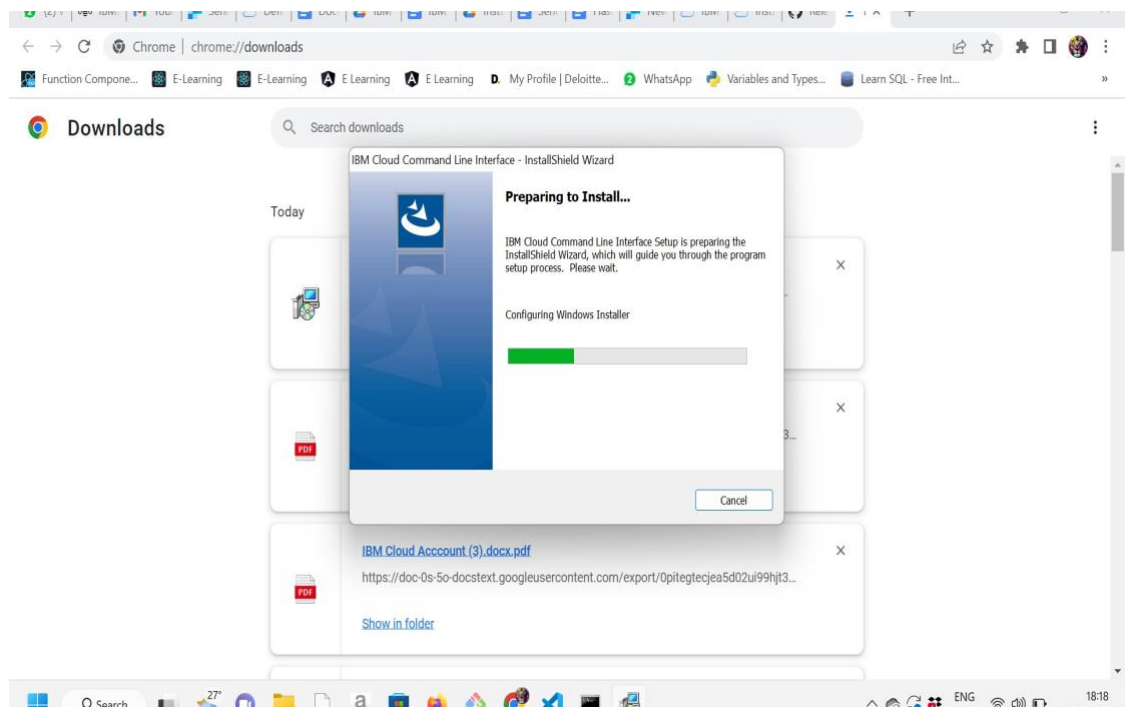 Chrome | chrome://downloads
Function Compone... E-Learning E-Learning E Learning E Learning D. My Profile | Deloitte... WhatsApp Variables and Types... Learn SQL - Free Int... »
Downloads
Search downloads
IBM Cloud Command Line Interface - InstallShield Wizard
Preparing to Install...
Today
IBM Cloud Command Line Interface Setup is preparing the
InstallShield Wizard, which will guide you through the program
setup process. Please wait.
Configuring Windows Installer
PDF
3...
Cancel
IBM Cloud Acccount (3).docx.pdf
https://doc-0s-5o-docstext.googleusercontent.com/export/0pitegtecjea5d02ui99hjt3...
PDF
Show in folder
27°
Search
ENG
18:18